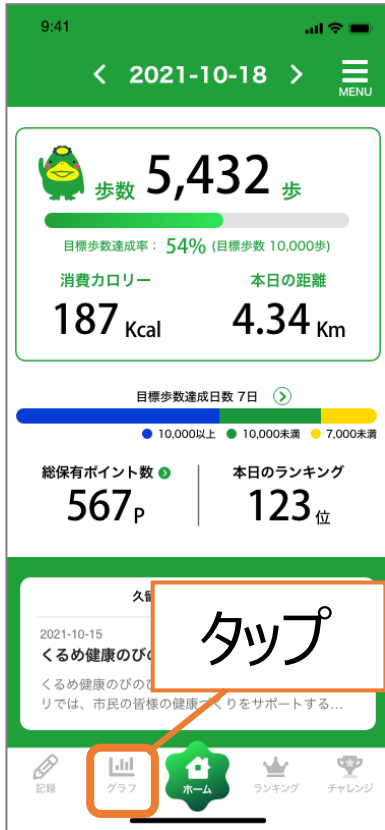 9:41
2021-10-18
MENU
歩数 5,432 歩
目標歩数達成率： 54% (目標歩数 10,000歩)
消費カロリー 本日の距離
187 Kcal 4.34 Km
目標歩数達成日数 7日
10,000以上 10,000未満 7,000未満
総保有ポイント数 本日のランキング
567 P 123 位
久留
タップ
2021-10-15
くるめ健康のびの
くるめ健康のびのび
リでは、市民の皆様の健康づくりをサポートする...
記録 グラフ ホーム ランキング チャレンジ